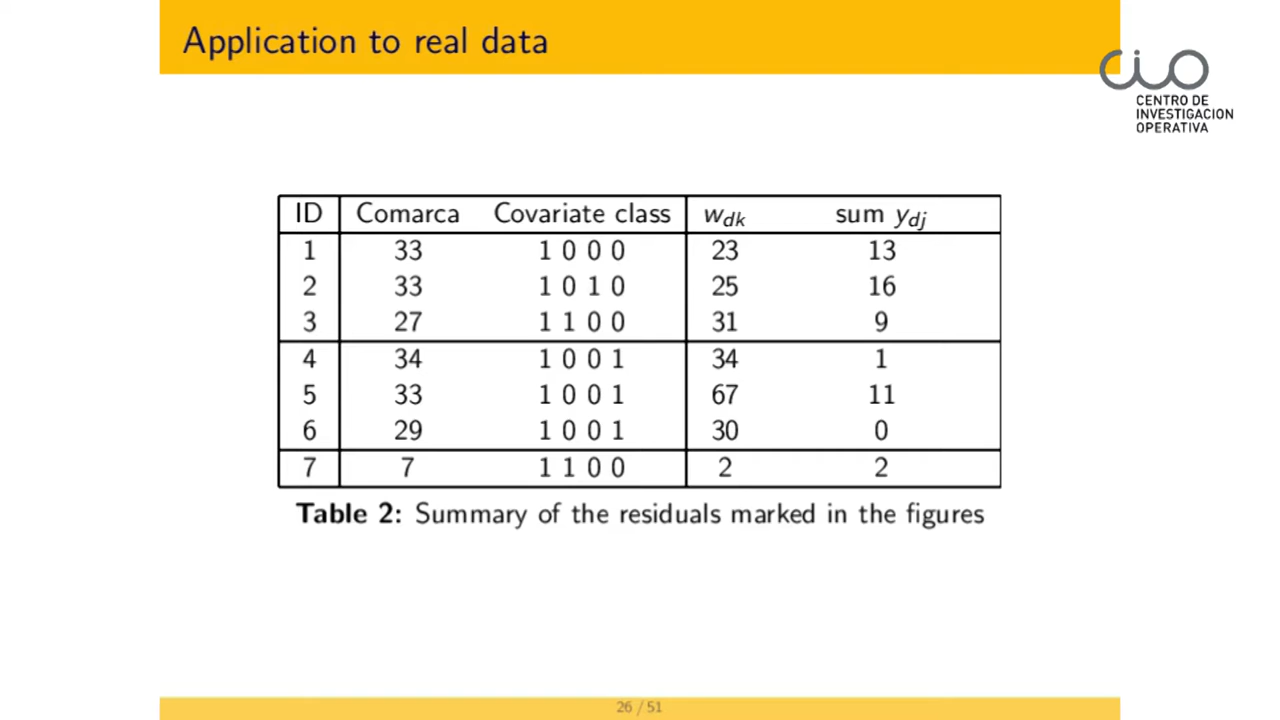 Application to real data
CIO
CENTRO DE
INVESTIGACION
OPERATIVA
ID Comarca Covariate class w_dk sum y_dj
1 33 1 0 0 0 23 13
2 33 1 0 1 0 25 16
3 27 1 1 0 0 31 9
4 34 1 0 0 1 34 1
5 33 1 0 0 1 67 11
6 29 1 0 0 1 30 0
7 7 1 1 0 0 2 2
Table 2: Summary of the residuals marked in the figures
26 / 51